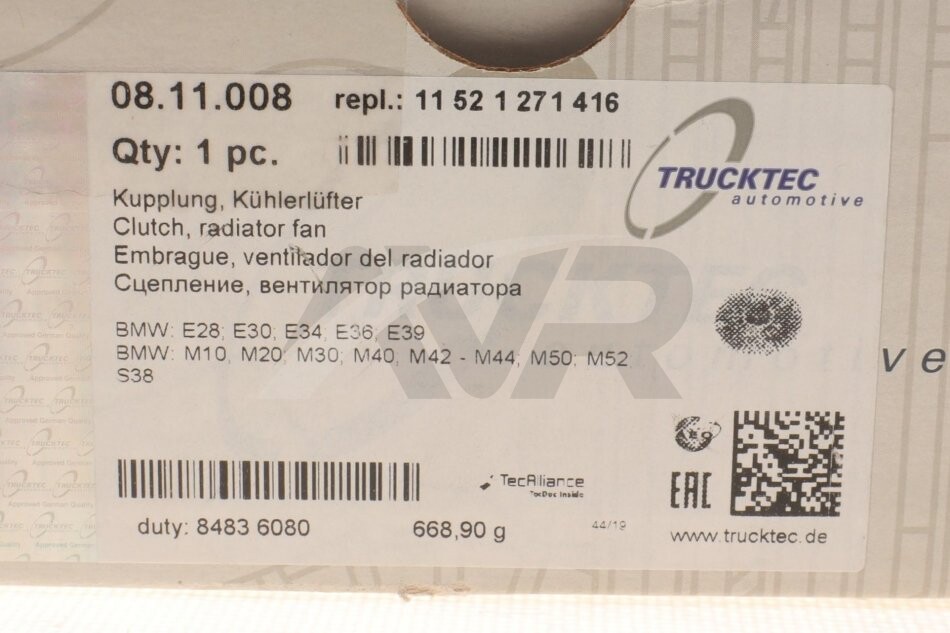 08.11.008 repl.: 11 52 1 271 416
Qty: 1 pc.
TRUCKTEC
automotive
Kupplung, Kühlerlüfter
Clutch, radiator fan
Embrague, ventilador del radiador
Сцепление, вентилятор радиатора
BMW: E28; E30; E34; E36; E39
BMW: M10, M20; M30; M40; M42 - M44; M50; M52
S38
AVR
ve
TecAlliance
TecDoc Inside
EAC
duty: 8483 6080 668,90 g 44/19
www.trucktec.de